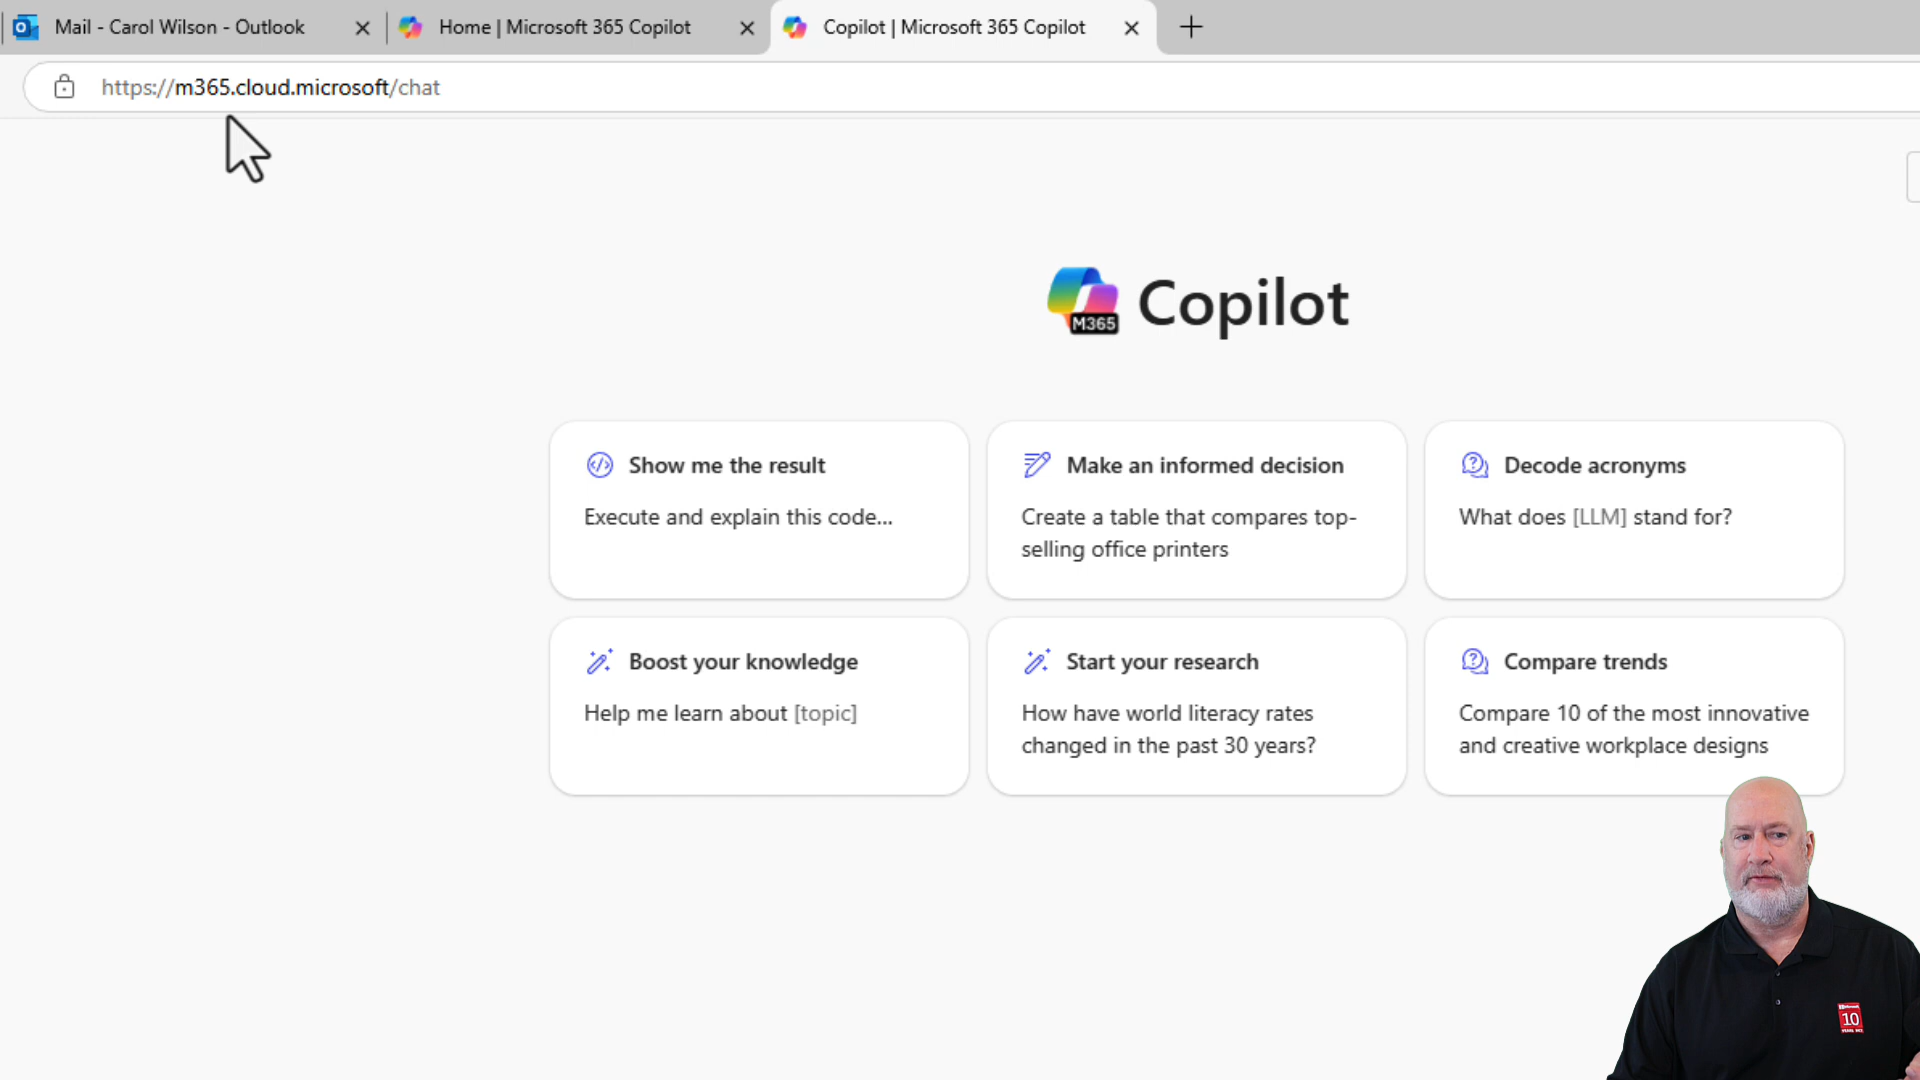 Mail - Carol Wilson - Outlook
Home | Microsoft 365 Copilot
Copilot | Microsoft 365 Copilot
https://m365.cloud.microsoft/chat
M365
Copilot
Show me the result
Execute and explain this code...
Make an informed decision
Create a table that compares top-
selling office printers
Decode acronyms
What does [LLM] stand for?
Boost your knowledge
Help me learn about [topic]
Start your research
How have world literacy rates
changed in the past 30 years?
Compare trends
Compare 10 of the most innovative
and creative workplace designs
10